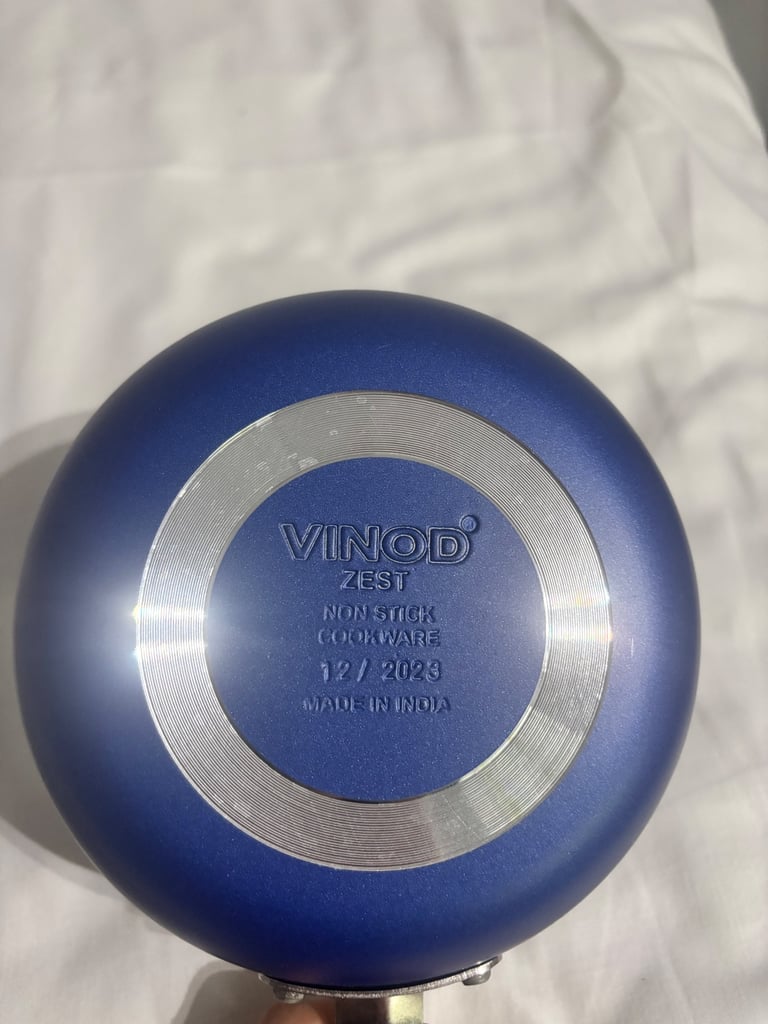 VINOD
ZEST
NON STICK
COOKWARE
12/ 2023
MADE IN INDIA